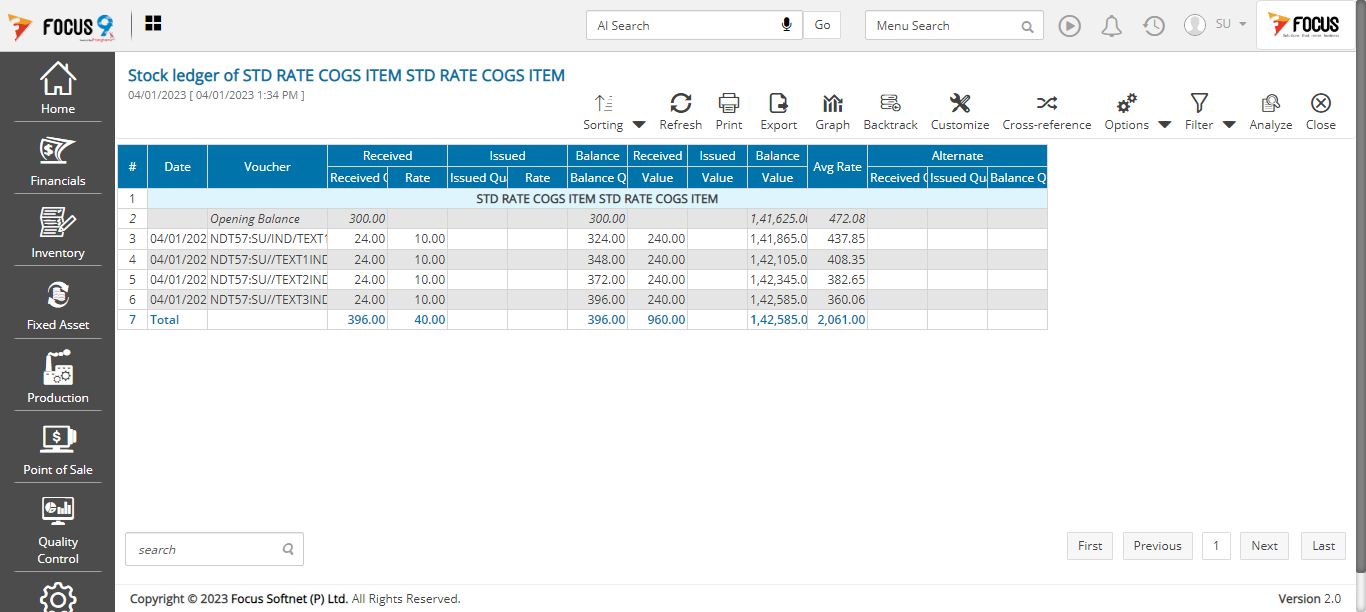 FOCUS 9
AI Search Go Menu Search SU FOCUS
Stock ledger of STD RATE COGS ITEM STD RATE COGS ITEM
04/01/2023 [ 04/01/2023 1:34 PM ]
Sorting Refresh Print Export Graph Backtrack Customize Cross-reference Options Filter Analyze Close
Home
Financials
Inventory
Fixed Asset
Production
Point of Sale
Quality
Control
# Date Voucher Received Issued Balance Received Issued Balance Avg Rate Alternate
Received Q Rate Issued Qu Rate Balance Q Value Value Value Received Q Issued Qu Balance Q
1 STD RATE COGS ITEM STD RATE COGS ITEM
2 Opening Balance 300.00 300.00 1,41,625.00 472.08
3 04/01/202 NDT57:SU/IND/TEXT1 24.00 10.00 324.00 240.00 1,41,865.0 437.85
4 04/01/202 NDT57:SU//TEXT1IND 24.00 10.00 348.00 240.00 1,42,105.0 408.35
5 04/01/202 NDT57:SU//TEXT2IND 24.00 10.00 372.00 240.00 1,42,345.0 382.65
6 04/01/202 NDT57:SU//TEXT3IND 24.00 10.00 396.00 240.00 1,42,585.0 360.06
7 Total 396.00 40.00 396.00 960.00 1,42,585.0 2,061.00
search First Previous 1 Next Last
Copyright © 2023 Focus Softnet (P) Ltd. All Rights Reserved. Version 2.0